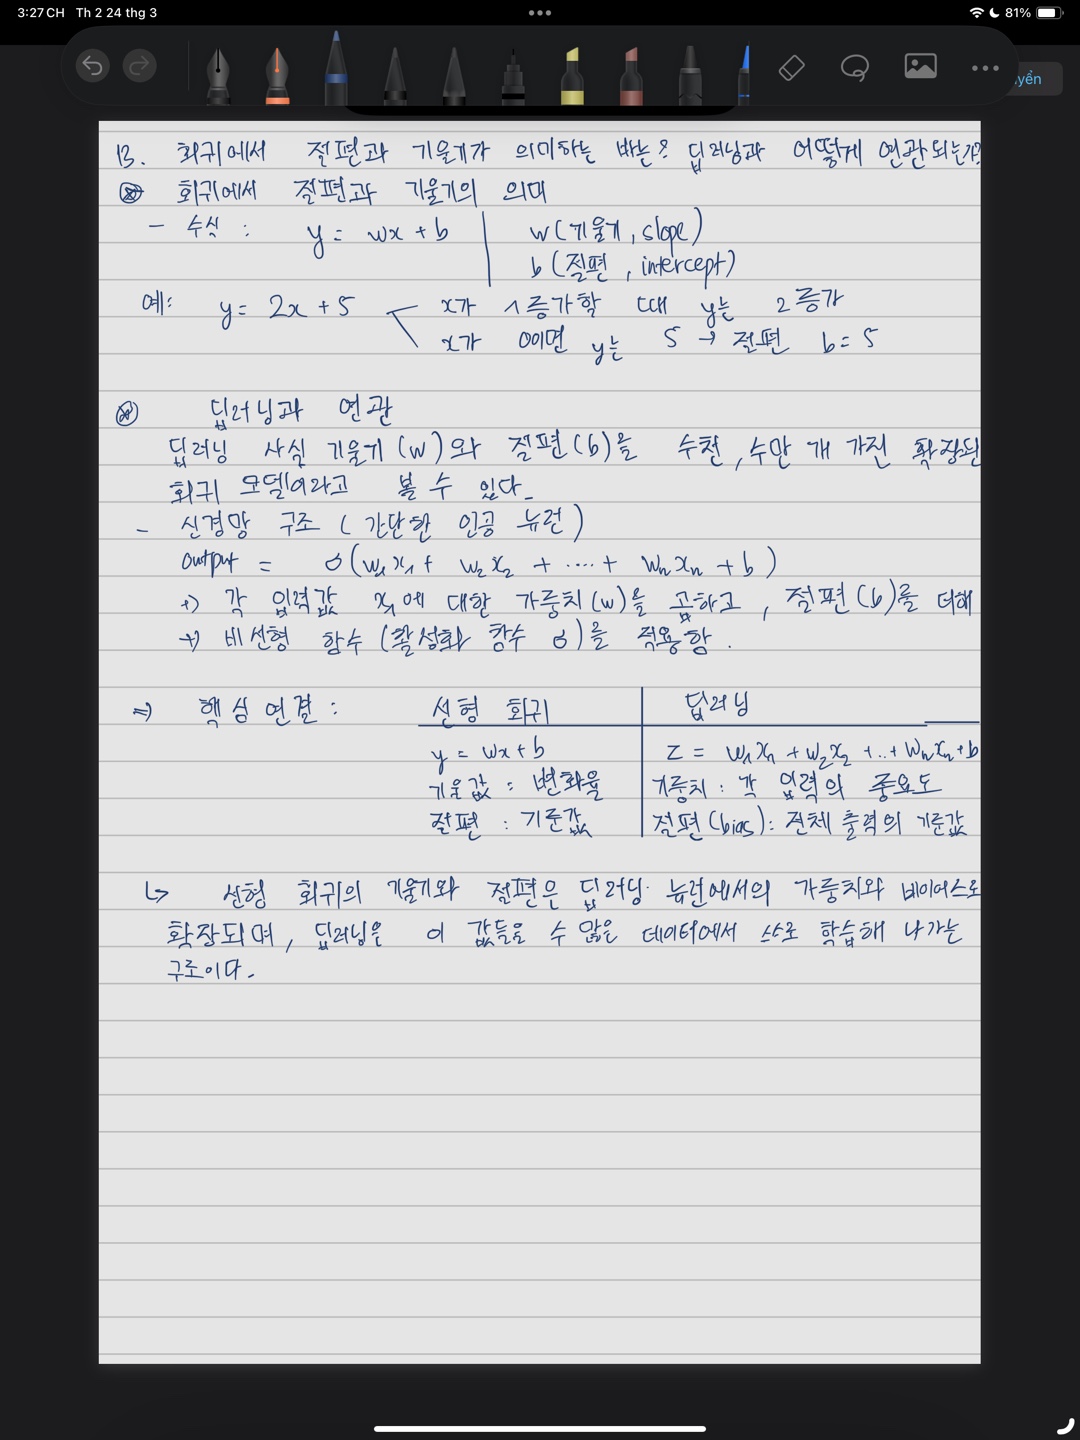 3:27 CH Th 2 24 thg 3
81%
yển
13. 회귀에서 절편과 기울기가 의미하는 바는? 딥러닝과 어떻게 연관되는가?
회귀에서 절편과 기울기의 의미
- 수식 : y = wx + b w (기울기, slope)
b (절편, intercept)
예: y = 2x + 5 x가 1 증가할 때 y는 2 증가
x가 0이면 y는 5 → 절편 b = 5
딥러닝과 연관
딥러닝 사실 기울기 (w)와 절편(b)을 수천, 수만 개 가진 확장된
회귀 모델이라고 볼 수 있다.
- 신경망 구조 (간단한 인공 뉴런)
output = σ(w₁x₁ + w₂x₂ + ..... + wₙxₙ + b)
+) 각 입력값 x₁에 대한 가중치(w)을 곱하고, 절편(b)를 더해
+) 비선형 함수 (활성화 함수 σ)을 적용함.
⇒ 핵심 연결 : 선형 회귀 딥러닝
y = wx + b z = w₁x₁ + w₂x₂ + ... + wₙxₙ + b
기울값 : 변화율 가중치 : 각 입력의 중요도
절편 : 기준값 절편 (bias) : 전체 출력의 기준값
↳ 선형 회귀의 기울기와 절편은 딥러닝 뉴런에서의 가중치와 바이어스로
확장되며, 딥러닝은 이 값들을 수 많은 데이터에서 스스로 학습해 나가는
구조이다.